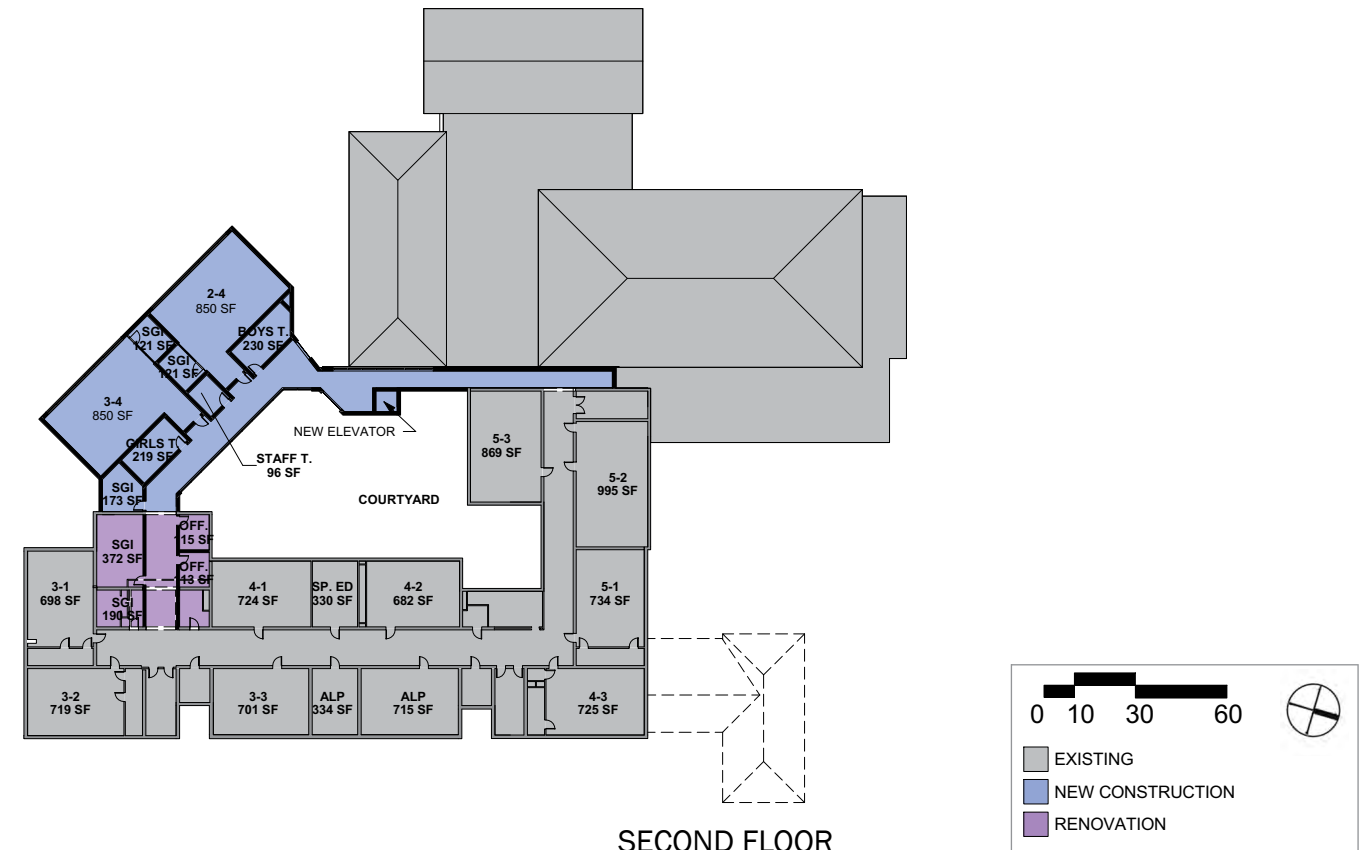 2-4
850 SF
SGI
121 SF
BOYS T.
230 SF
SGI
121 SF
3-4
850 SF
NEW ELEVATOR
GIRLS T.
219 SF
STAFF T.
96 SF
5-3
869 SF
5-2
995 SF
SGI
173 SF
COURTYARD
OFF.
SGI
372 SF
OFF.
3-1
698 SF
4-1
724 SF
SP. ED
330 SF
4-2
682 SF
5-1
734 SF
SGI
190 SF
3-2
719 SF
3-3
701 SF
ALP
334 SF
ALP
715 SF
4-3
725 SF
0 10 30 60
EXISTING
NEW CONSTRUCTION
RENOVATION
SECOND FLOOR